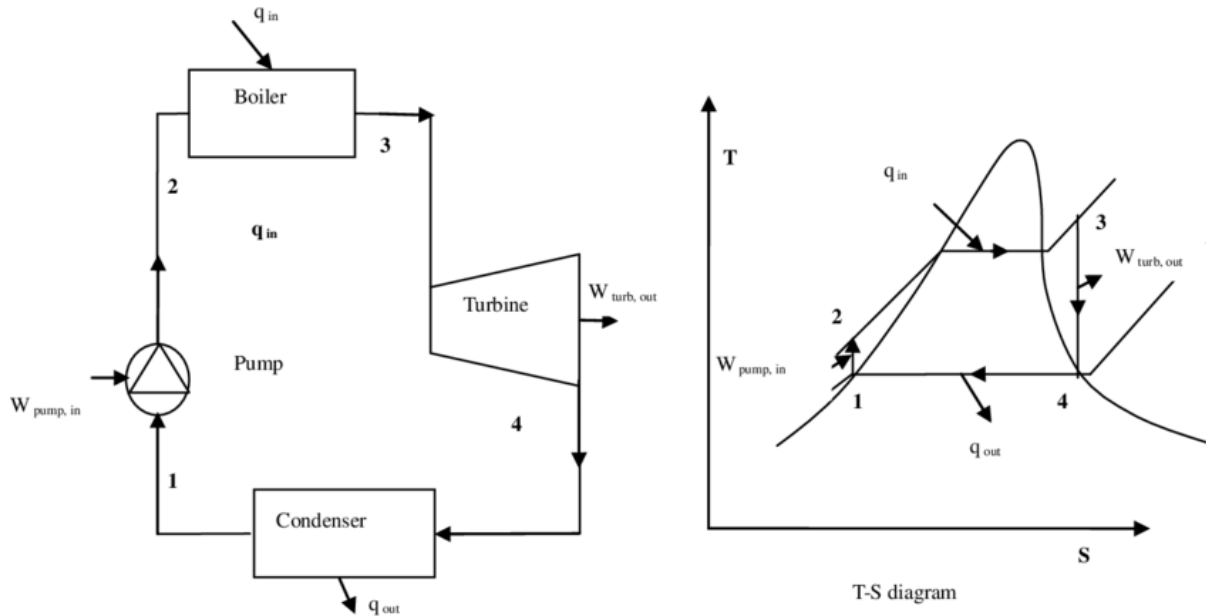 q in
Boiler
3
2
q in
Turbine
W turb, out
Pump
W pump, in
4
1
Condenser
q out
T
q in
3
W turb, out
2
W pump, in
1
4
q out
S
T-S diagram